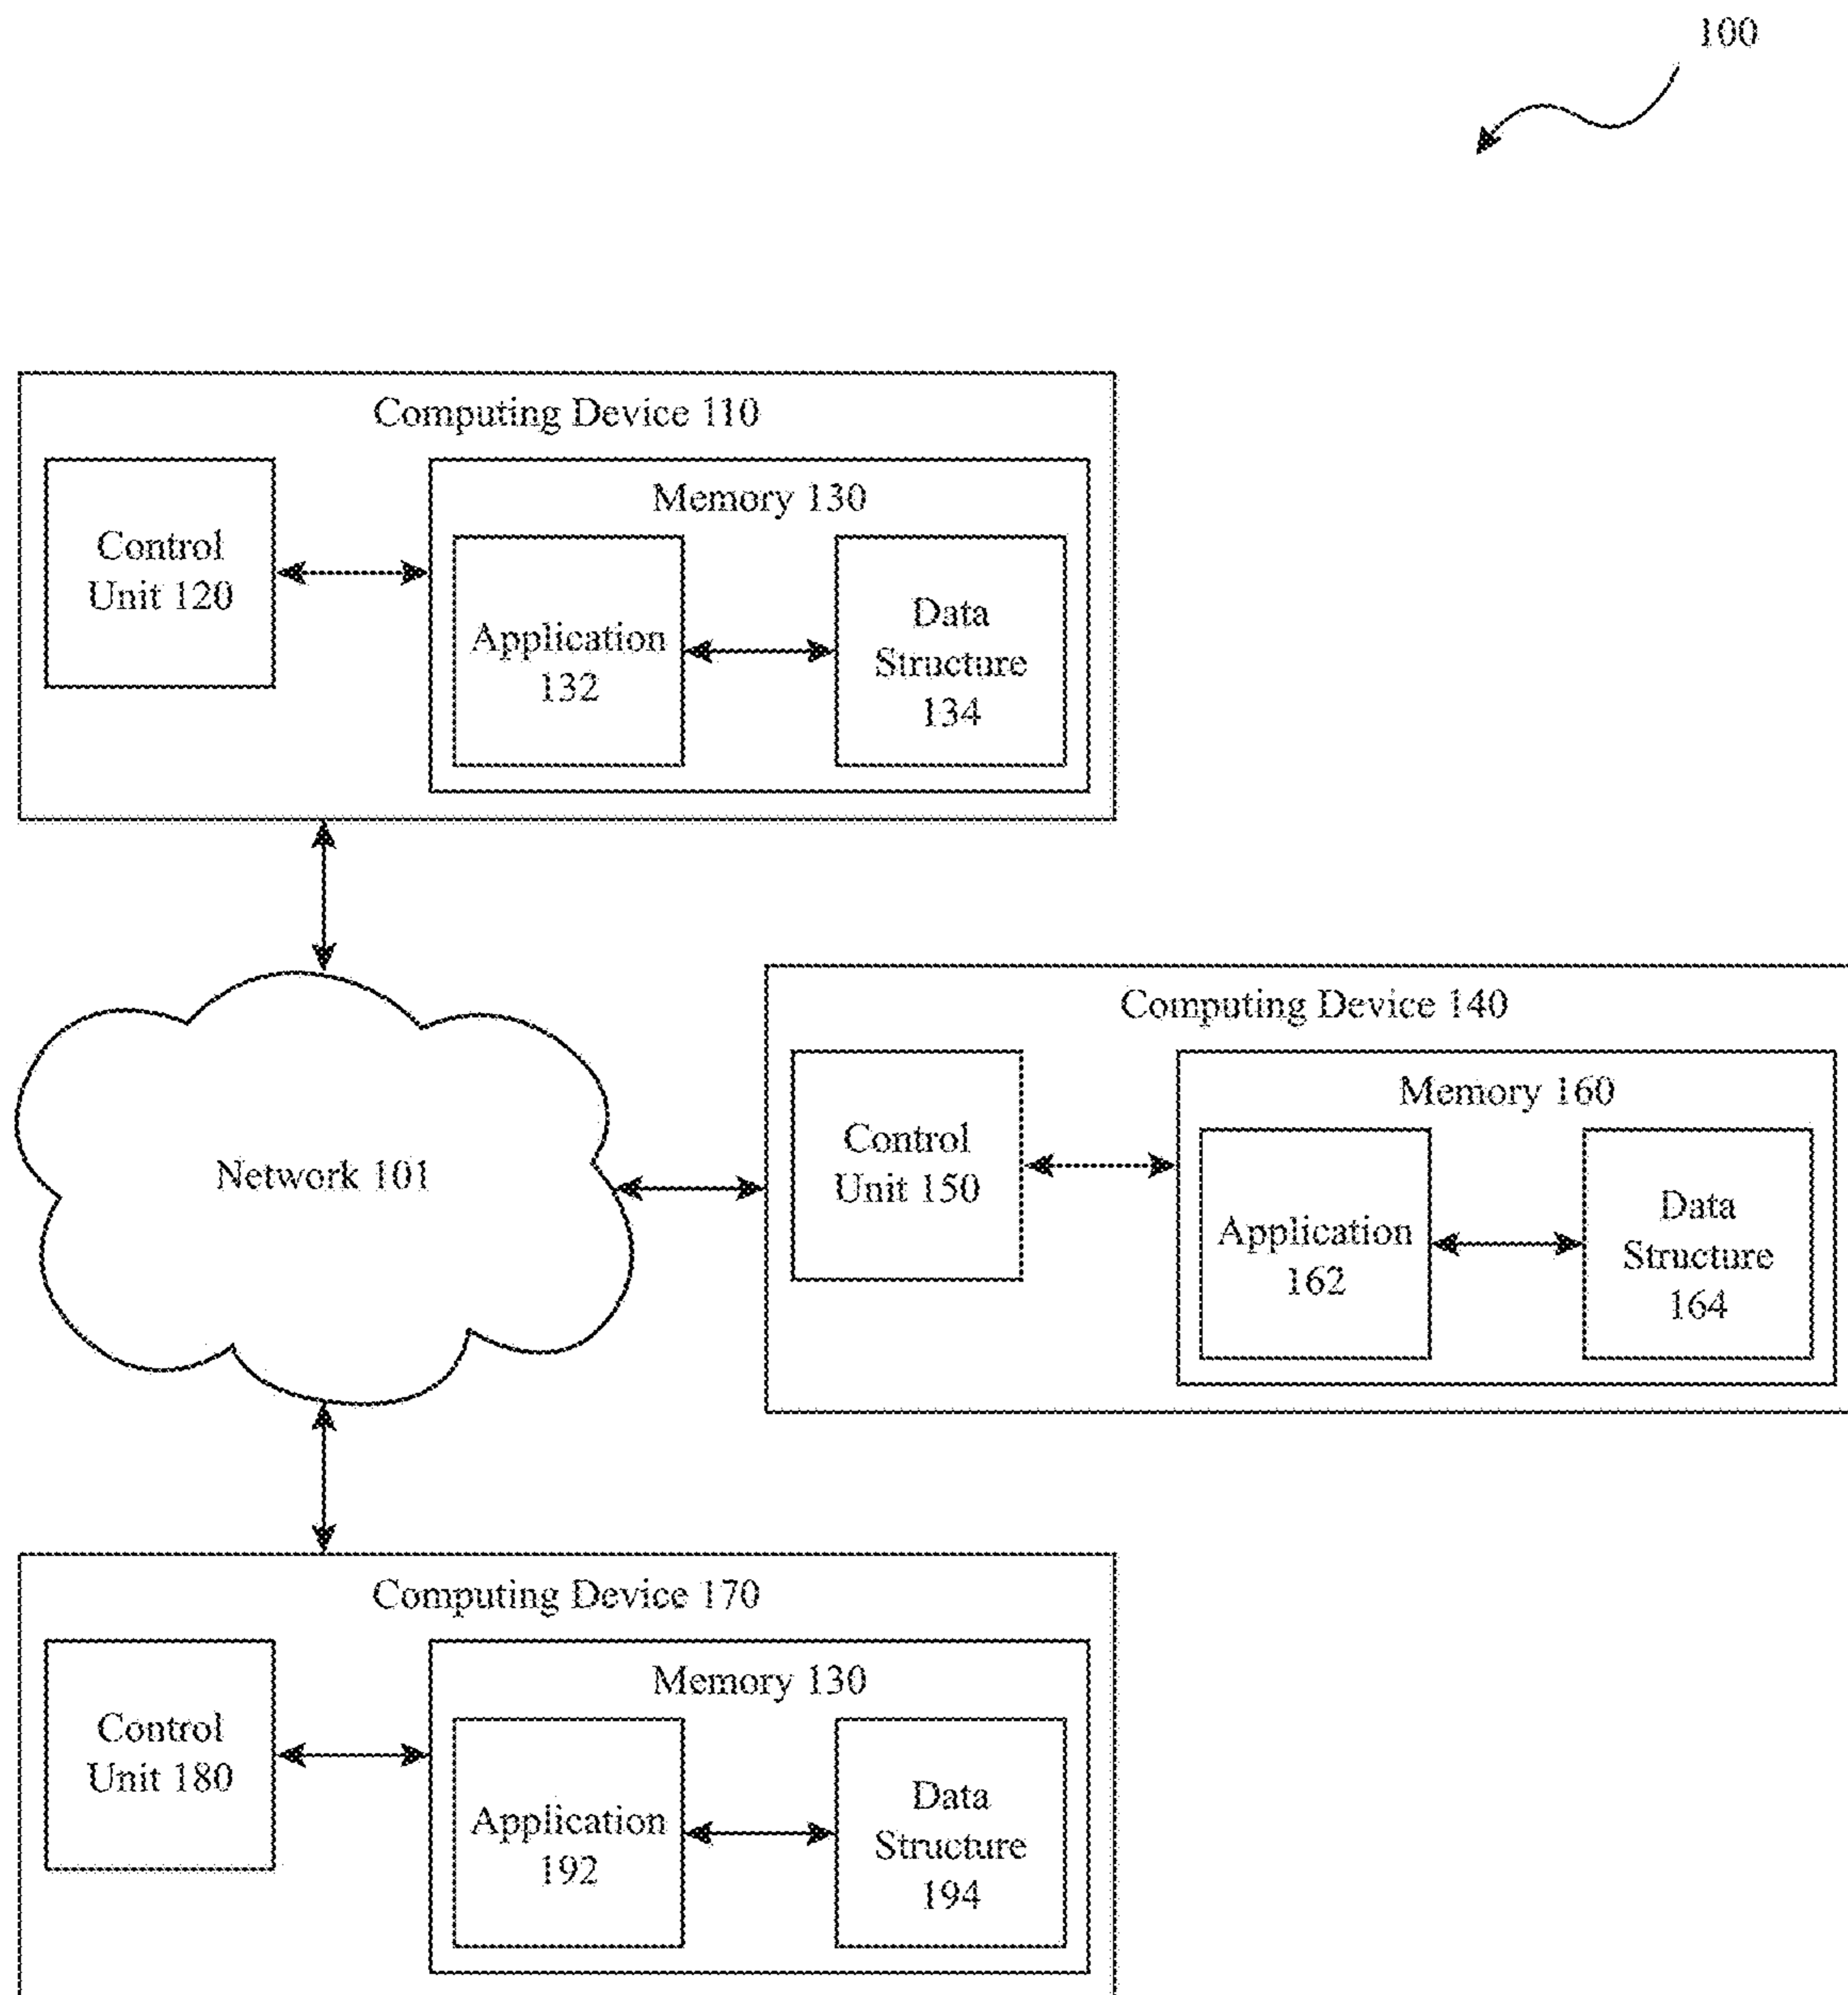 100
Computing Device 110
Control
Unit 120
Memory 130
Application
132
Data
Structure
134
Network 101
Computing Device 140
Control
Unit 150
Memory 160
Application
162
Data
Structure
164
Computing Device 170
Control
Unit 180
Memory 130
Application
192
Data
Structure
194